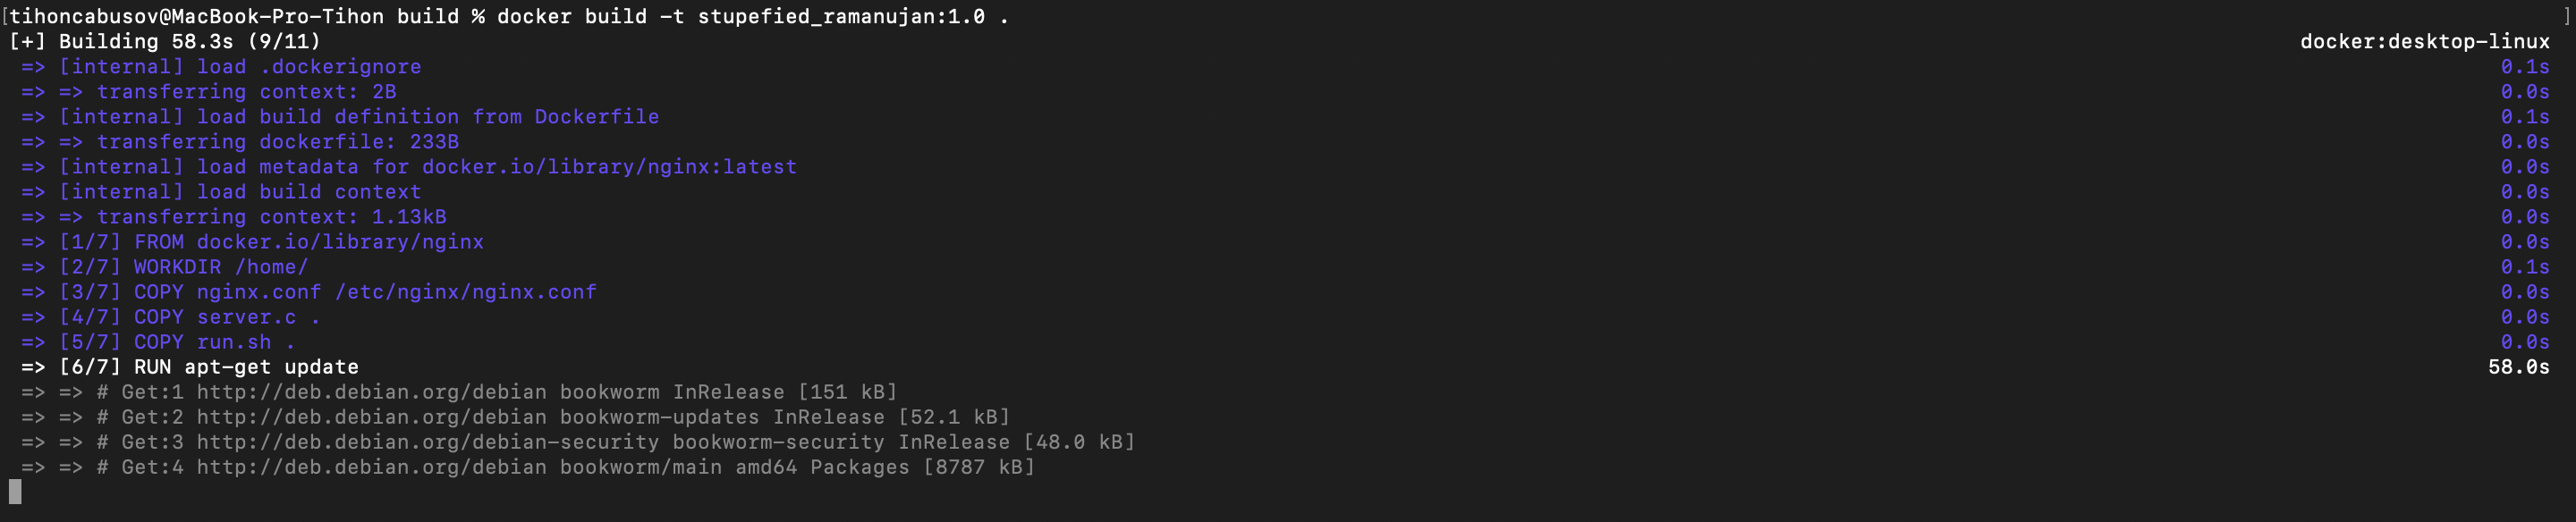 [tihoncabusov@MacBook-Pro-Tihon build % docker build -t stupefied_ramanujan:1.0 . ]
[+] Building 58.3s (9/11) docker:desktop-linux
=> [internal] load .dockerignore 0.1s
=> => transferring context: 2B 0.0s
=> [internal] load build definition from Dockerfile 0.1s
=> => transferring dockerfile: 233B 0.0s
=> [internal] load metadata for docker.io/library/nginx:latest 0.0s
=> [internal] load build context 0.0s
=> => transferring context: 1.13kB 0.0s
=> [1/7] FROM docker.io/library/nginx 0.0s
=> [2/7] WORKDIR /home/ 0.1s
=> [3/7] COPY nginx.conf /etc/nginx/nginx.conf 0.0s
=> [4/7] COPY server.c . 0.0s
=> [5/7] COPY run.sh . 0.0s
=> [6/7] RUN apt-get update 58.0s
=> => # Get:1 http://deb.debian.org/debian bookworm InRelease [151 kB]
=> => # Get:2 http://deb.debian.org/debian bookworm-updates InRelease [52.1 kB]
=> => # Get:3 http://deb.debian.org/debian-security bookworm-security InRelease [48.0 kB]
=> => # Get:4 http://deb.debian.org/debian bookworm/main amd64 Packages [8787 kB]